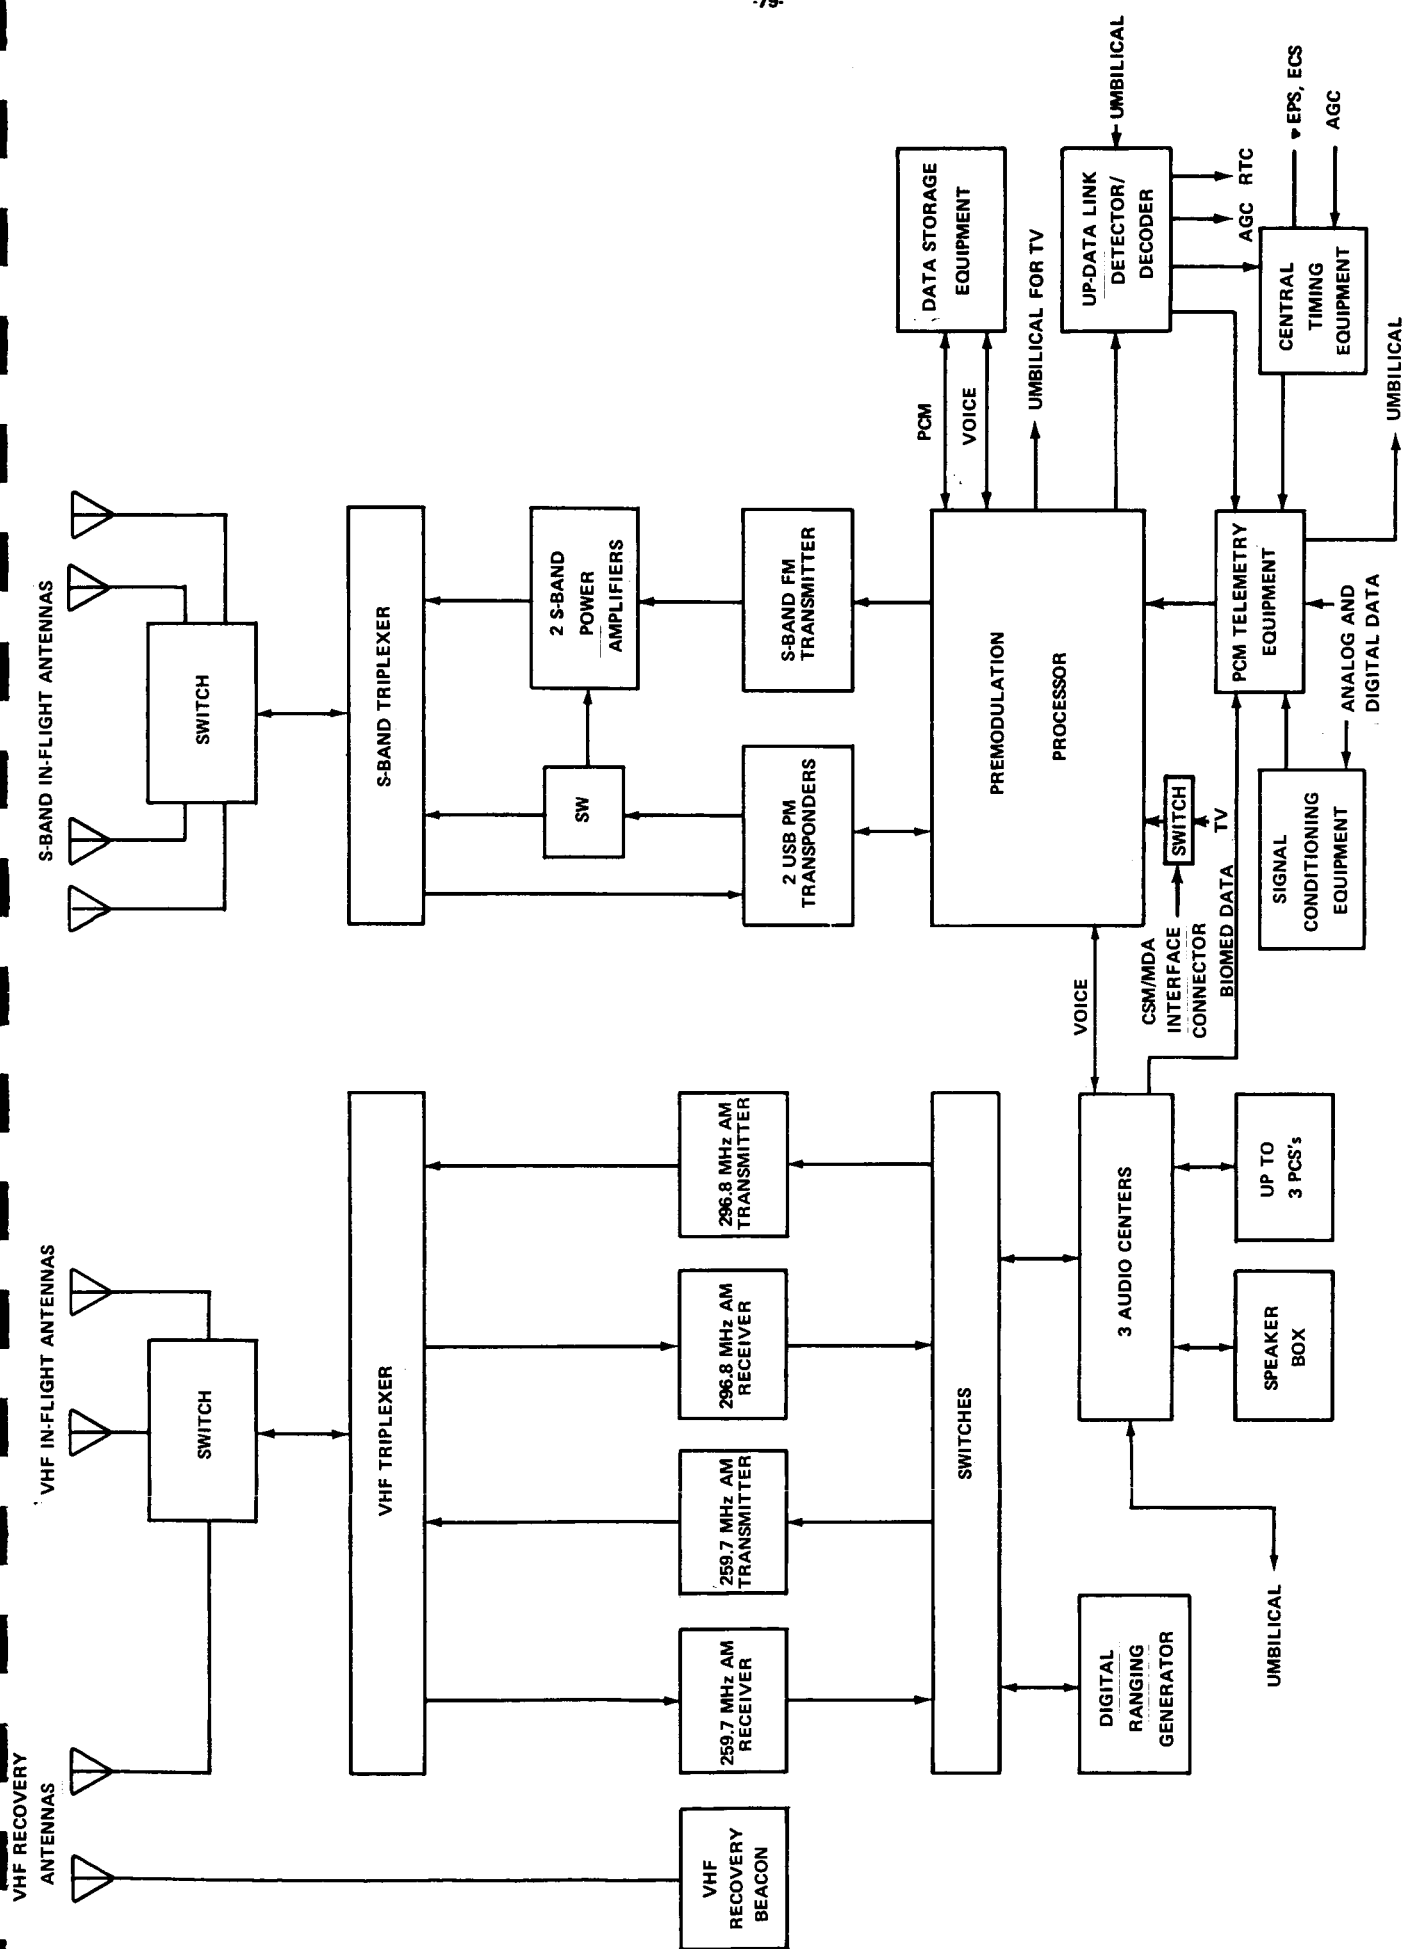 -79-
VHF RECOVERY
ANTENNAS
VHF IN-FLIGHT ANTENNAS
S-BAND IN-FLIGHT ANTENNAS
SWITCH
SWITCH
VHF TRIPLEXER
S-BAND TRIPLEXER
2 S-BAND
POWER
AMPLIFIERS
SW
VHF
RECOVERY
BEACON
259.7 MHz AM
RECEIVER
259.7 MHz AM
TRANSMITTER
296.8 MHz AM
RECEIVER
296.8 MHz AM
TRANSMITTER
2 USB PM
TRANSPONDERS
S-BAND FM
TRANSMITTER
SWITCHES
PREMODULATION
PROCESSOR
PCM
VOICE
DATA STORAGE
EQUIPMENT
UMBILICAL FOR TV
VOICE
DIGITAL
RANGING
GENERATOR
3 AUDIO CENTERS
CSM/MDA
INTERFACE
CONNECTOR
SWITCH
TV
BIOMED DATA
UP-DATA LINK
DETECTOR/
DECODER
UMBILICAL
AGC
RTC
UMBILICAL
SPEAKER
BOX
UP TO
3 PCS's
SIGNAL
CONDITIONING
EQUIPMENT
PCM TELEMETRY
EQUIPMENT
CENTRAL
TIMING
EQUIPMENT
EPS, ECS
AGC
ANALOG AND
DIGITAL DATA
UMBILICAL